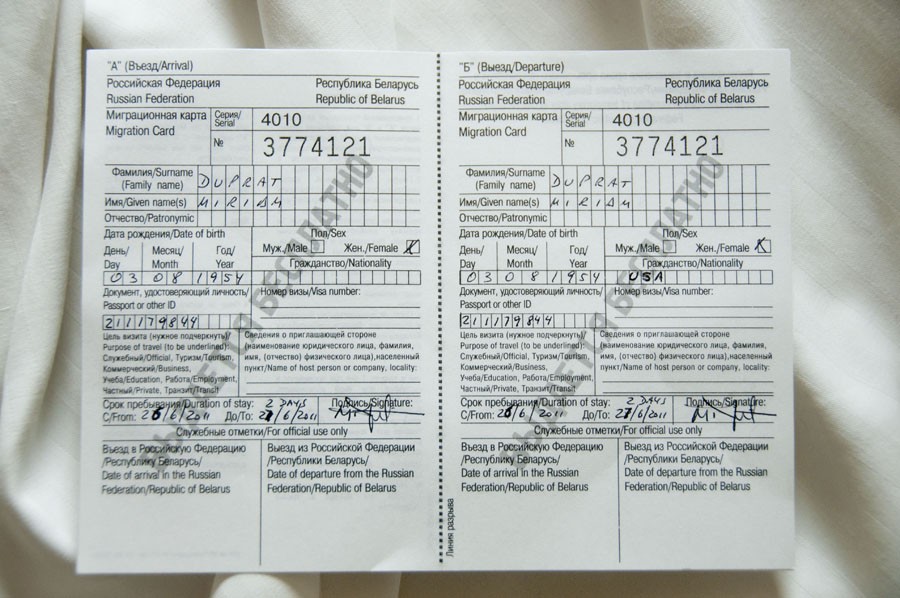 "А" (Въезд/Arrival)
Российская Федерация Республика Беларусь
Russian Federation Republic of Belarus
Миграционная карта Серия/ Serial 4010
Migration Card
№ 3774121
Фамилия/Surname
(Family name) DUPRAT
Имя/Given name(s) MIRIAM
Отчество/Patronymic
Дата рождения/Date of birth Пол/Sex
День/ Месяц/ Год/ Муж./Male Жен./Female X
Day Month Year Гражданство/Nationality
03 08 1954
Документ, удостоверяющий личность/ Номер визы/Visa number:
Passport or other ID
211179844
Цель визита (нужное подчеркнуть)/ Сведения о приглашающей стороне
Purpose of travel (to be underlined): (наименование юридического лица, фамилия,
Служебный/Official, Туризм/Tourism, имя, (отчество) физического лица),населенный
Коммерческий/Business, пункт/Name of host person or company, locality:
Учеба/Education, Работа/Employment,
Частный/Private, Транзит/Transit
Срок пребывания/Duration of stay: 2 DAYS Подпись/Signature:
С/From: 26/6/2011 До/To: 27/6/2011
Служебные отметки/For official use only
Въезд в Российскую Федерацию Выезд из Российской Федерации
/Республику Беларусь/ /Республики Беларусь/
Date of arrival in the Russian Date of departure from the Russian
Federation/Republic of Belarus Federation/Republic of Belarus
ВЫДАЕТСЯ БЕСПЛАТНО
Линия разрыва
"Б" (Выезд/Departure)
Российская Федерация Республика Беларусь
Russian Federation Republic of Belarus
Миграционная карта Серия/ Serial 4010
Migration Card
№ 3774121
Фамилия/Surname
(Family name) DUPRAT
Имя/Given name(s) MIRIAM
Отчество/Patronymic
Дата рождения/Date of birth Пол/Sex
День/ Месяц/ Год/ Муж./Male Жен./Female X
Day Month Year Гражданство/Nationality
03 08 1954 USA
Документ, удостоверяющий личность/ Номер визы/Visa number:
Passport or other ID
211179844
Цель визита (нужное подчеркнуть)/ Сведения о приглашающей стороне
Purpose of travel (to be underlined): (наименование юридического лица, фамилия,
Служебный/Official, Туризм/Tourism, имя, (отчество) физического лица),населенный
Коммерческий/Business, пункт/Name of host person or company, locality:
Учеба/Education, Работа/Employment,
Частный/Private, Транзит/Transit
Срок пребывания/Duration of stay: 2 DAYS Подпись/Signature:
С/From: 26/6/2011 До/To: 27/6/2011
Служебные отметки/For official use only
Въезд в Российскую Федерацию Выезд из Российской Федерации
/Республику Беларусь/ /Республики Беларусь/
Date of arrival in the Russian Date of departure from the Russian
Federation/Republic of Belarus Federation/Republic of Belarus
ВЫДАЕТСЯ БЕСПЛАТНО